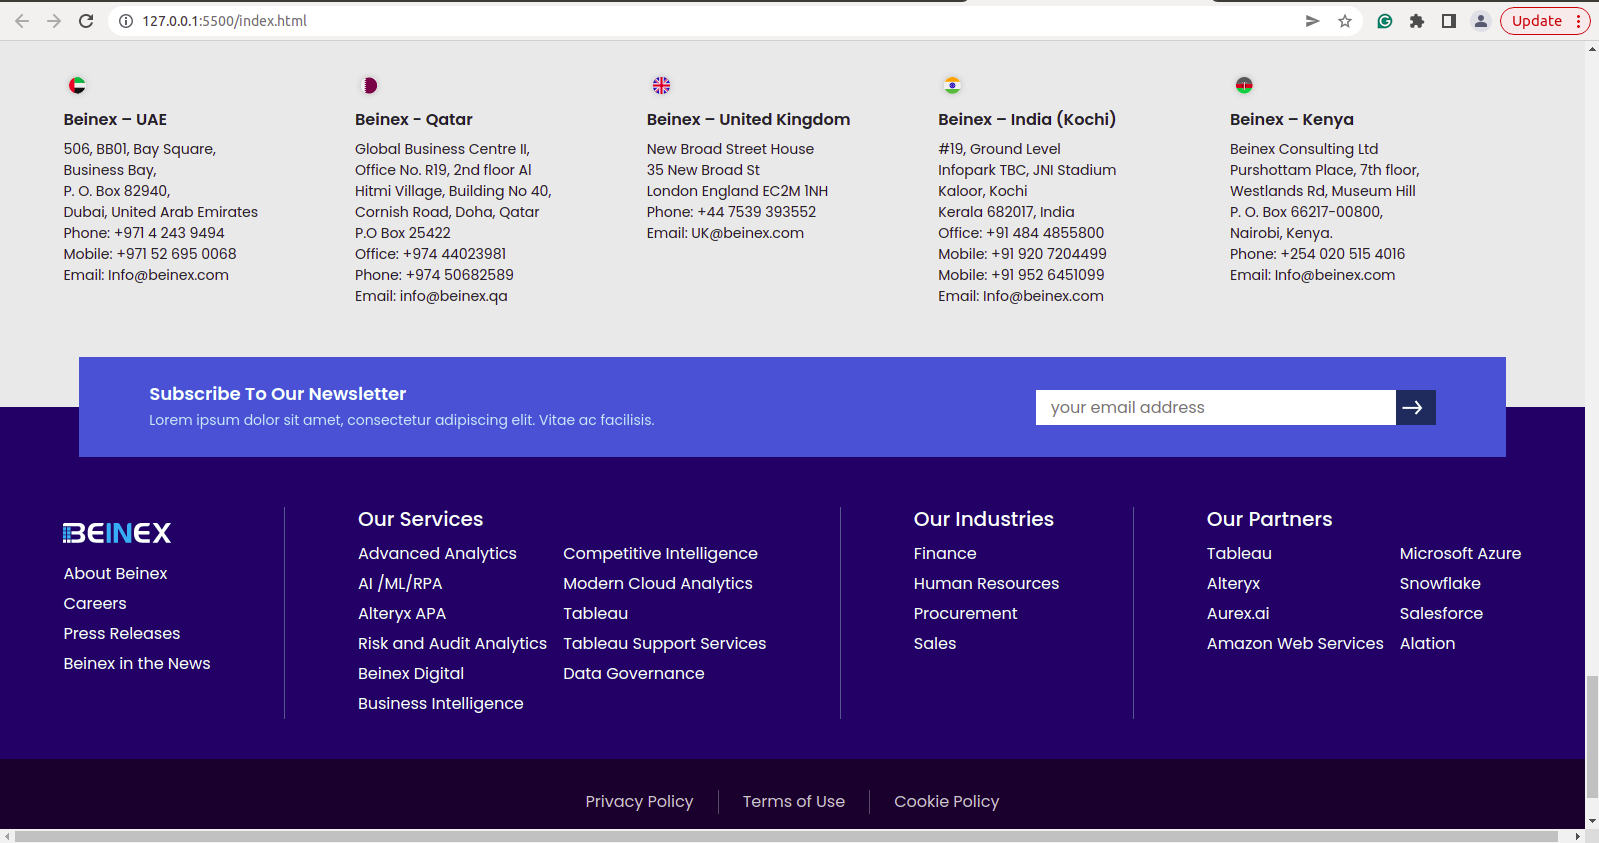 127.0.0.1:5500/index.html
Update
Beinex – UAE
506, BB01, Bay Square,
Business Bay,
P. O. Box 82940,
Dubai, United Arab Emirates
Phone: +971 4 243 9494
Mobile: +971 52 695 0068
Email: Info@beinex.com
Beinex - Qatar
Global Business Centre II,
Office No. R19, 2nd floor Al
Hitmi Village, Building No 40,
Cornish Road, Doha, Qatar
P.O Box 25422
Office: +974 44023981
Phone: +974 50682589
Email: info@beinex.qa
Beinex – United Kingdom
New Broad Street House
35 New Broad St
London England EC2M 1NH
Phone: +44 7539 393552
Email: UK@beinex.com
Beinex – India (Kochi)
#19, Ground Level
Infopark TBC, JNI Stadium
Kaloor, Kochi
Kerala 682017, India
Office: +91 484 4855800
Mobile: +91 920 7204499
Mobile: +91 952 6451099
Email: Info@beinex.com
Beinex – Kenya
Beinex Consulting Ltd
Purshottam Place, 7th floor,
Westlands Rd, Museum Hill
P. O. Box 66217-00800,
Nairobi, Kenya.
Phone: +254 020 515 4016
Email: Info@beinex.com
Subscribe To Our Newsletter
Lorem ipsum dolor sit amet, consectetur adipiscing elit. Vitae ac facilisis.
your email address
BEINEX
About Beinex
Careers
Press Releases
Beinex in the News
Our Services
Advanced Analytics
AI /ML/RPA
Alteryx APA
Risk and Audit Analytics
Beinex Digital
Business Intelligence
Competitive Intelligence
Modern Cloud Analytics
Tableau
Tableau Support Services
Data Governance
Our Industries
Finance
Human Resources
Procurement
Sales
Our Partners
Tableau
Alteryx
Aurex.ai
Amazon Web Services
Microsoft Azure
Snowflake
Salesforce
Alation
Privacy Policy
Terms of Use
Cookie Policy